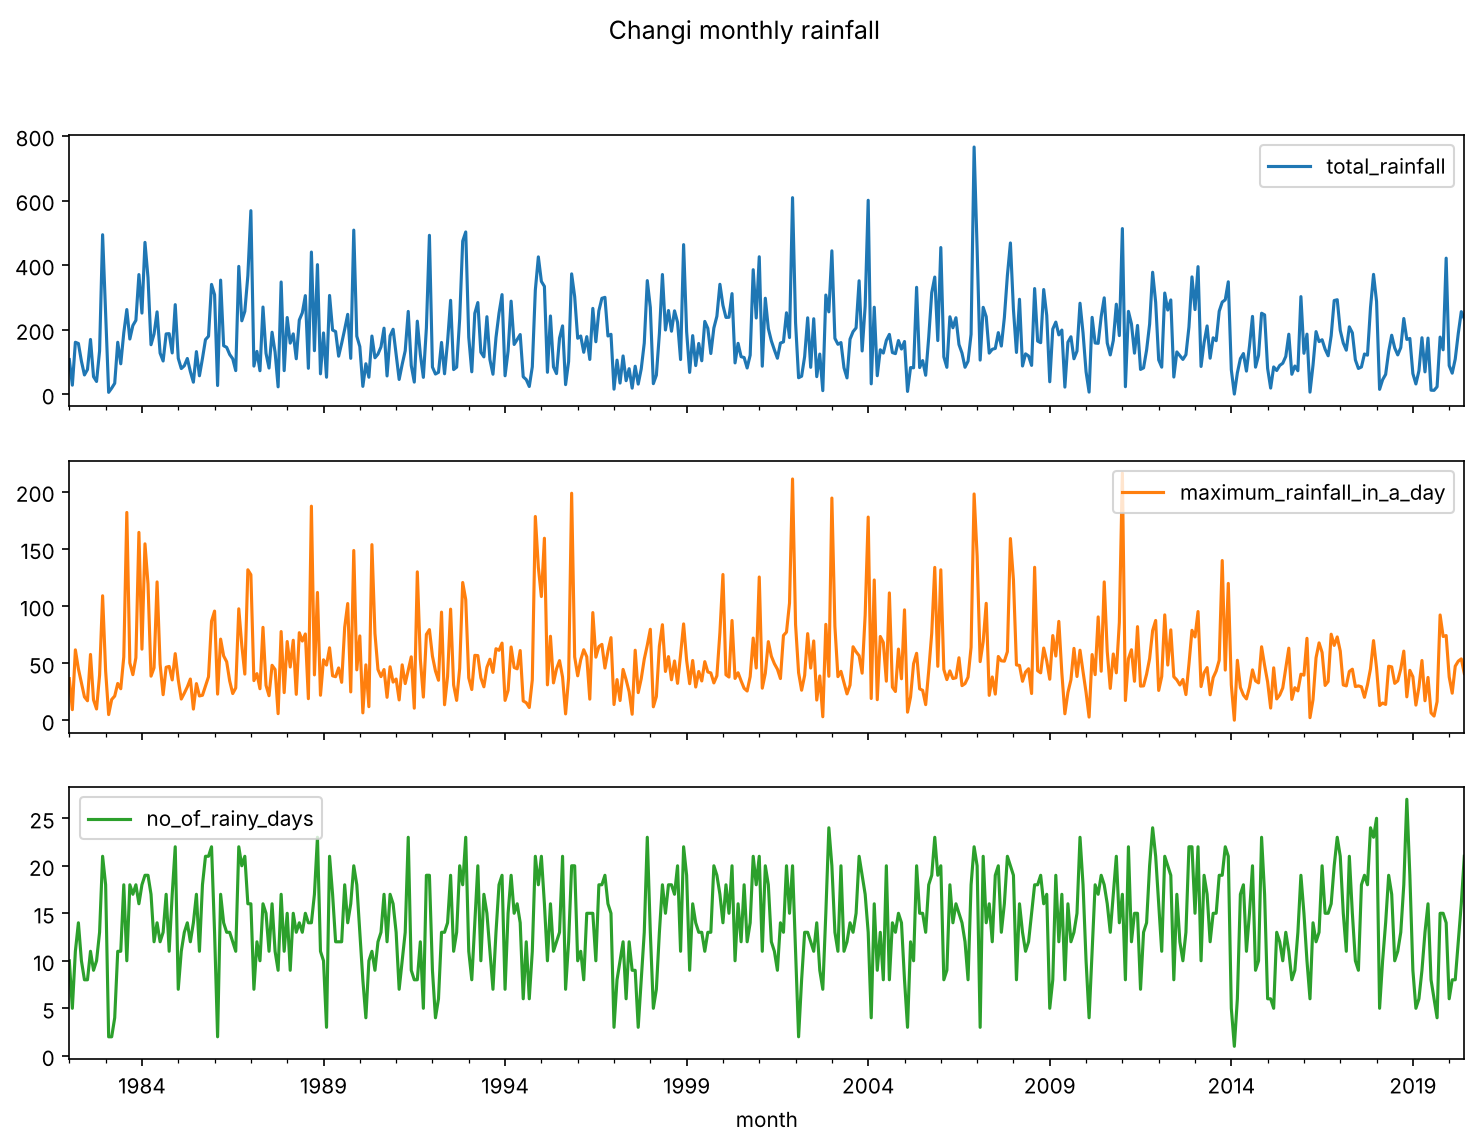 Changi monthly rainfall
800
600
400
200
0
total_rainfall
200
150
100
50
0
maximum_rainfall_in_a_day
25
20
15
10
5
0
no_of_rainy_days
1984 1989 1994 1999 2004 2009 2014 2019
month